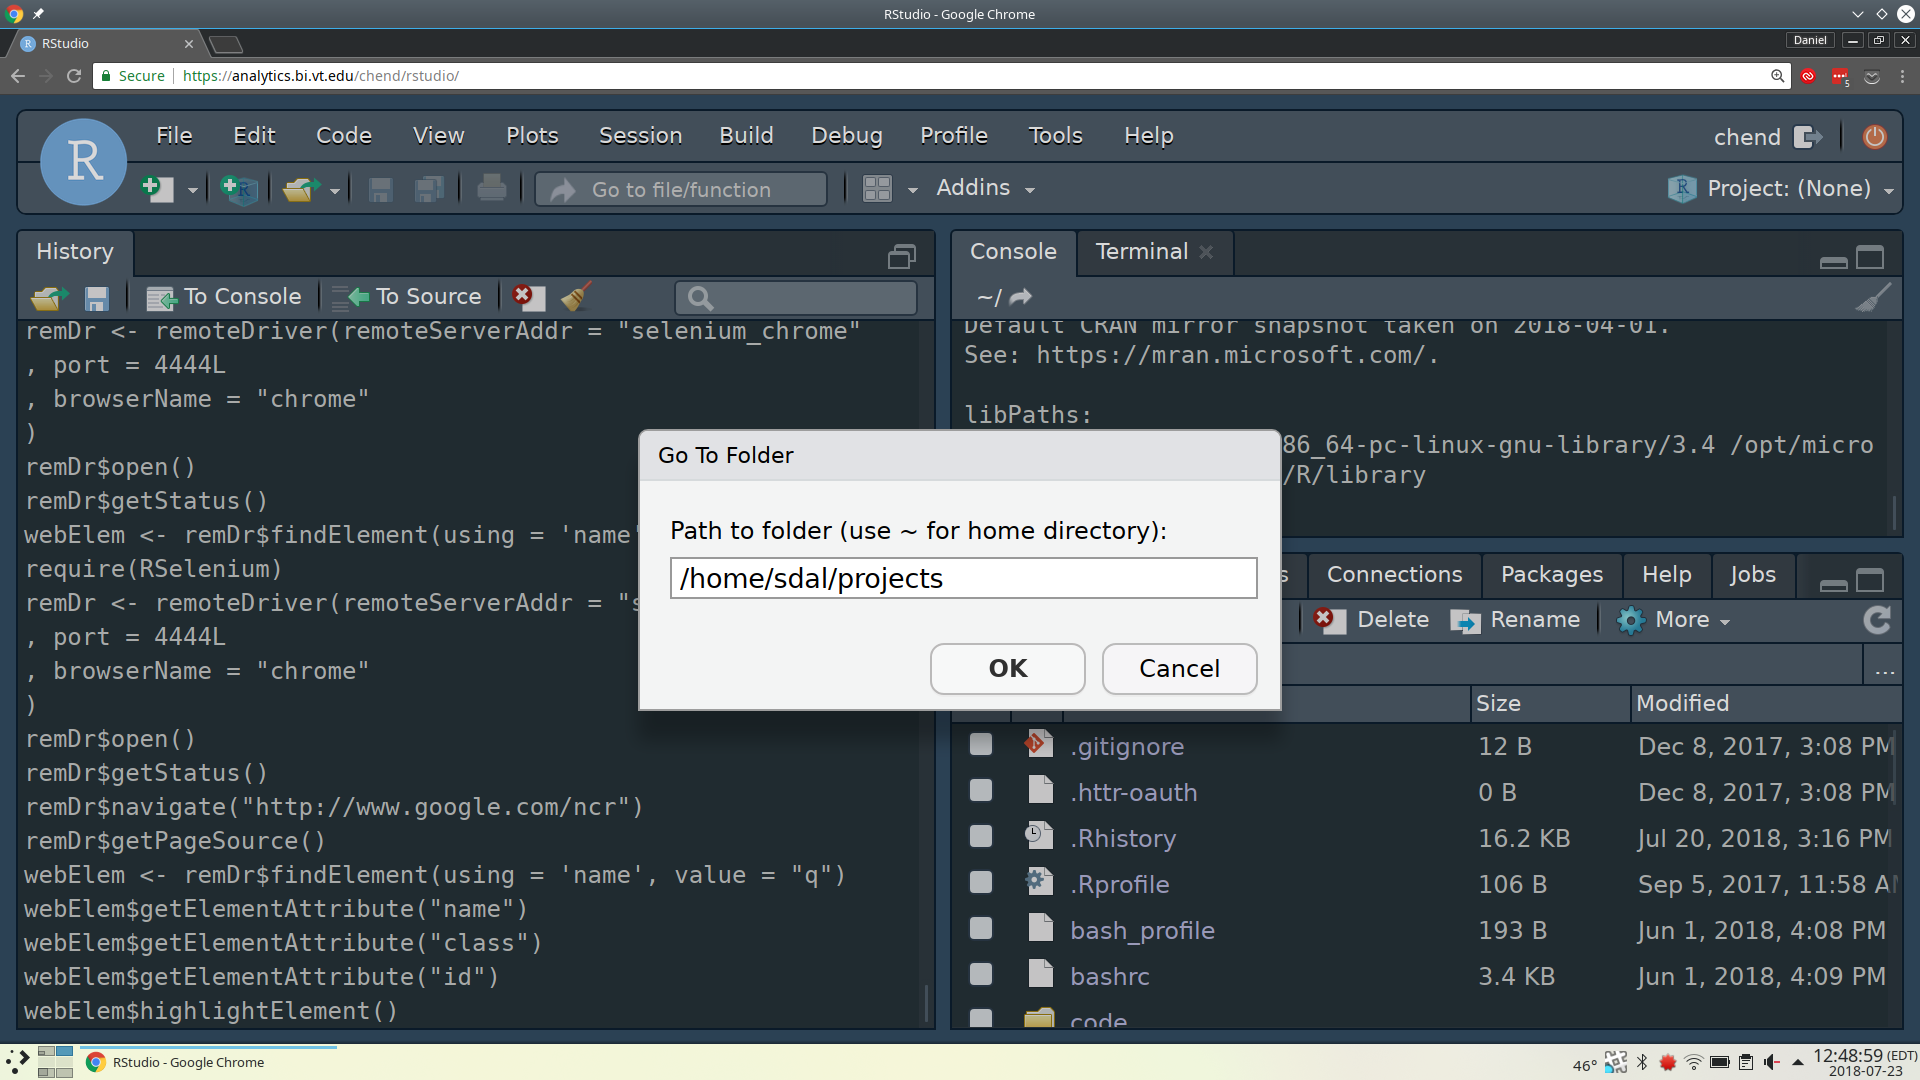 RStudio - Google Chrome
RStudio
Daniel
Secure https://analytics.bi.vt.edu/chend/rstudio/
5
R File Edit Code View Plots Session Build Debug Profile Tools Help chend
Go to file/function Addins Project: (None)
History
To Console To Source
remDr <- remoteDriver(remoteServerAddr = "selenium_chrome"
, port = 4444L
, browserName = "chrome"
)
remDr$open()
remDr$getStatus()
webElem <- remDr$findElement(using = 'name'
require(RSelenium)
remDr <- remoteDriver(remoteServerAddr = "s
, port = 4444L
, browserName = "chrome"
)
remDr$open()
remDr$getStatus()
remDr$navigate("http://www.google.com/ncr")
remDr$getPageSource()
webElem <- remDr$findElement(using = 'name', value = "q")
webElem$getElementAttribute("name")
webElem$getElementAttribute("class")
webElem$getElementAttribute("id")
webElem$highlightElement()
Console Terminal
~/
Default CRAN mirror snapshot taken on 2018-04-01.
See: https://mran.microsoft.com/.
libPaths:
86_64-pc-linux-gnu-library/3.4 /opt/micro
/R/library
Go To Folder
Path to folder (use ~ for home directory):
/home/sdal/projects
OK Cancel
s Connections Packages Help Jobs
Delete Rename More
...
Size Modified
.gitignore 12 B Dec 8, 2017, 3:08 PM
.httr-oauth 0 B Dec 8, 2017, 3:08 PM
.Rhistory 16.2 KB Jul 20, 2018, 3:16 PM
.Rprofile 106 B Sep 5, 2017, 11:58 AM
bash_profile 193 B Jun 1, 2018, 4:08 PM
bashrc 3.4 KB Jun 1, 2018, 4:09 PM
code
RStudio - Google Chrome
46°
12:48:59 (EDT)
2018-07-23